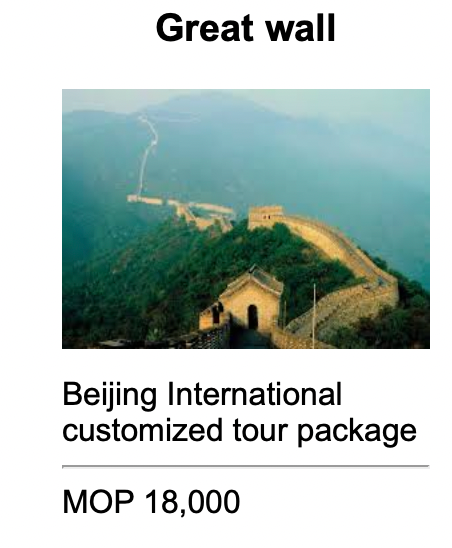 Great wall
Beijing International
customized tour package
MOP 18,000